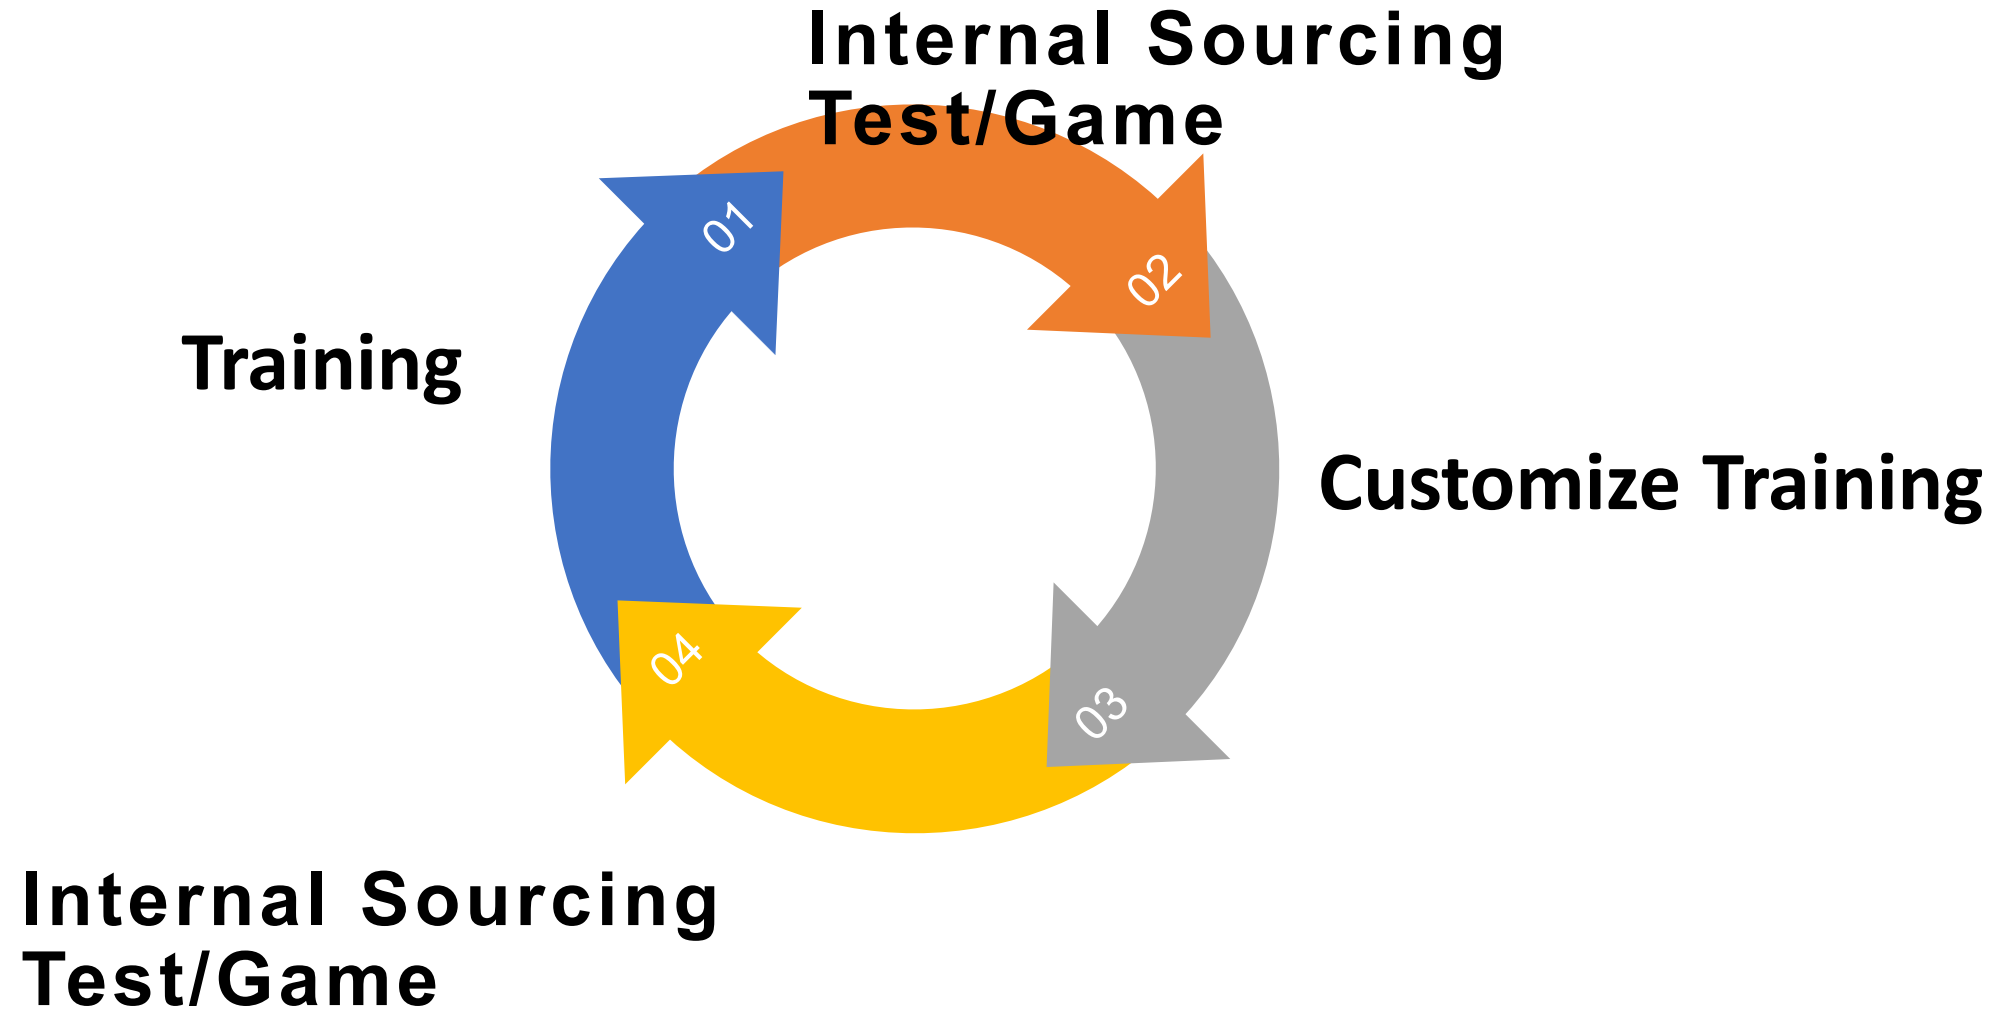 Internal Sourcing
Test/Game
01
02
Training
Customize Training
04
03
Internal Sourcing
Test/Game